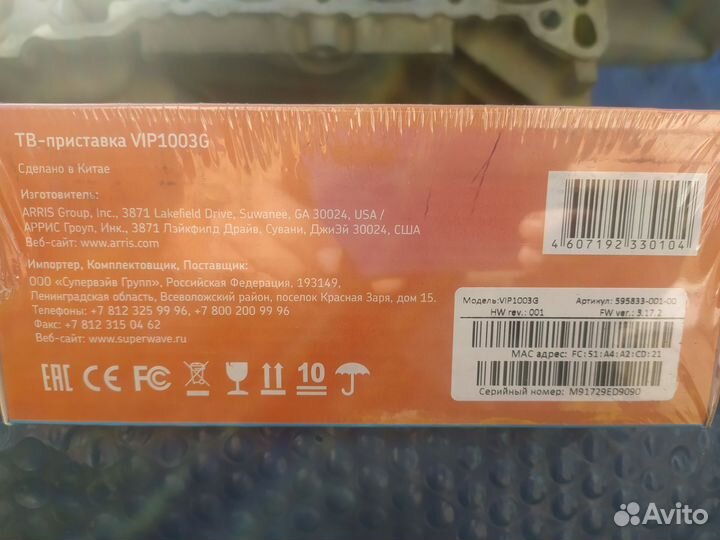 ТВ-приставка VIP1003G
Сделано в Китае
Изготовитель:
ARRIS Group, Inc., 3871 Lakefield Drive, Suwanee, GA 30024, USA /
АРРИС Гроуп, Инк., 3871 Лэйкфилд Драйв, Сувани, ДжиЭй 30024, США
Веб-сайт: www.arris.com
Импортер, Комплектовщик, Поставщик:
ООО «Супервэйв Групп», Российская Федерация, 193149,
Ленинградская область, Всеволожский район, поселок Красная Заря, дом 15.
Телефоны: +7 812 325 99 96, +7 800 200 99 96
Факс: +7 812 315 04 62
Веб-сайт: www.superwave.ru
EAC CE FC 10
4 607192 330104
Модель: VIP1003G Артикул: 595833-001-00
HW rev.: 001 FW ver.: 3.17.2
MAC адрес: FC:51:A4:A2:CD:21
Серийный номер: M91729ED9090
Avito